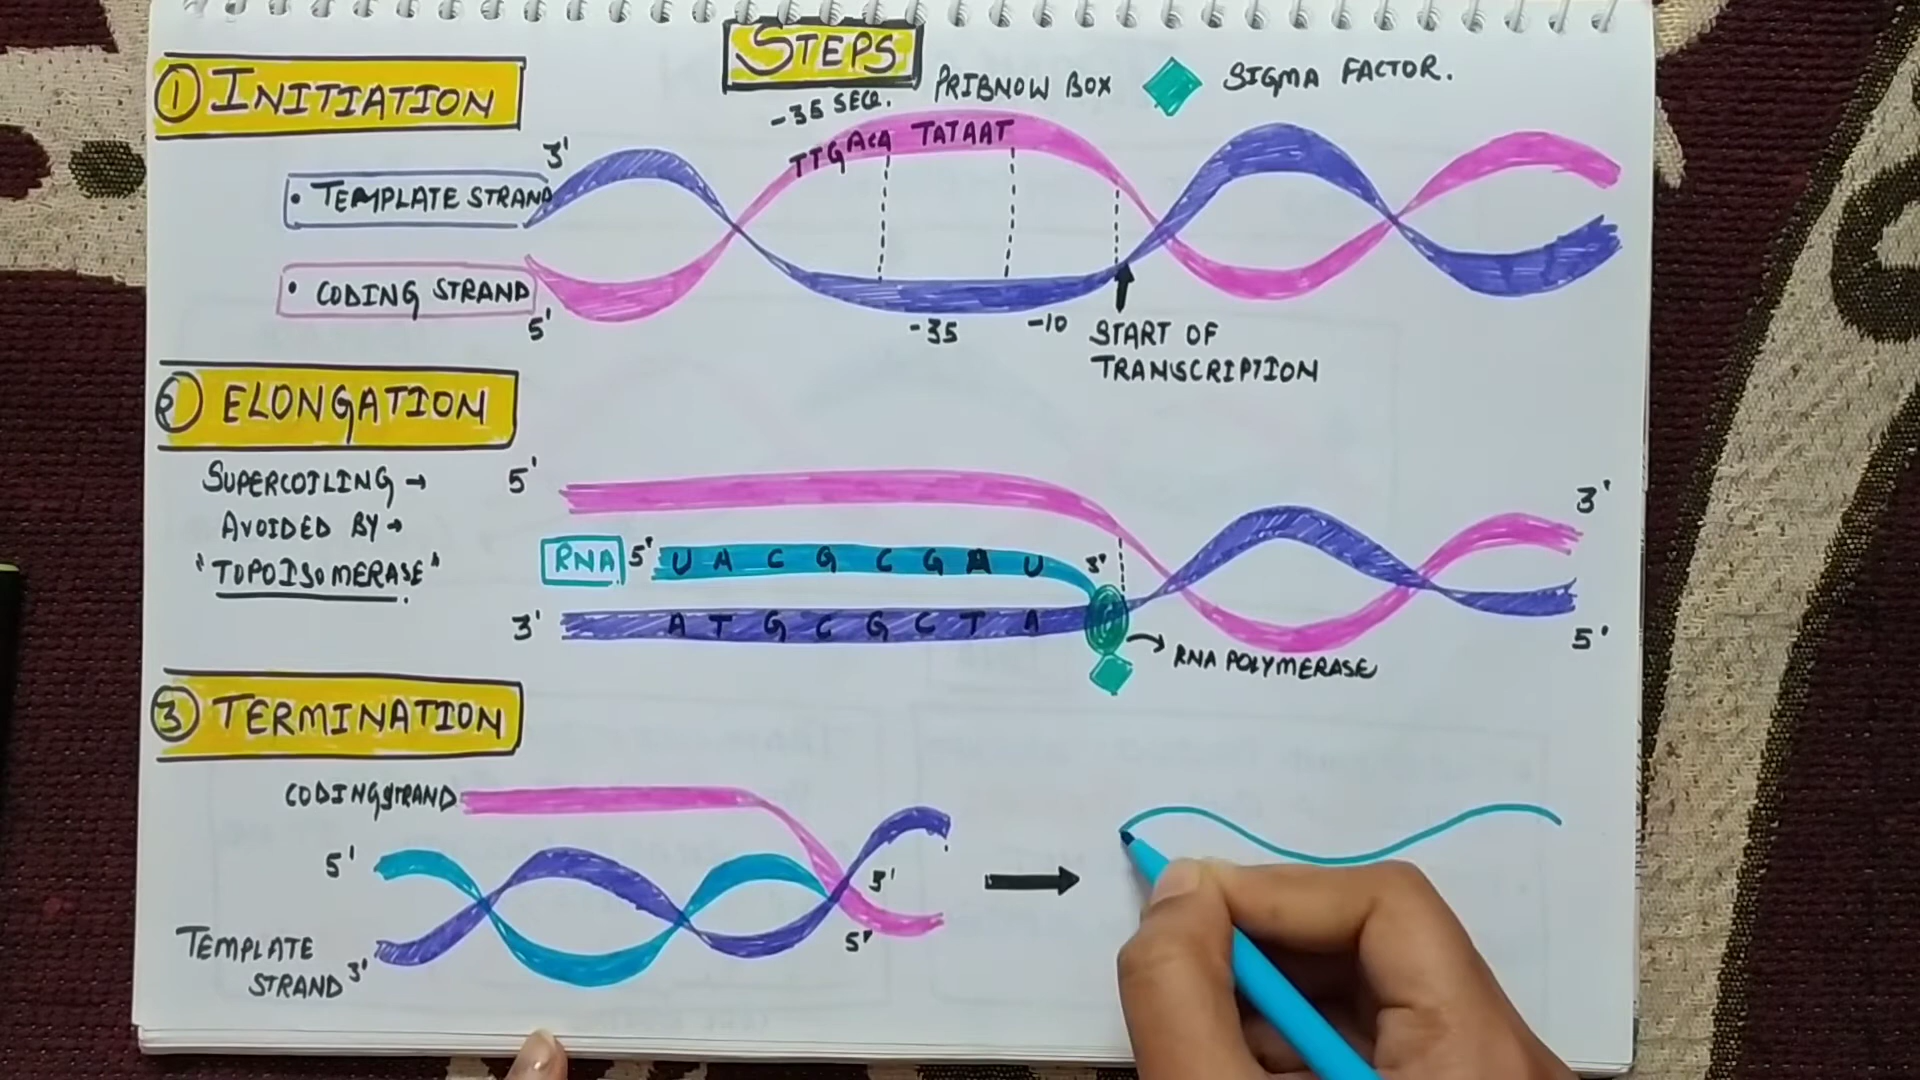 STEPS
① INITIATION
-35 SEQ.
PRIBNOW BOX
SIGMA FACTOR.
3'
TTGACA TATAAT
• TEMPLATE STRAND
• CODING STRAND
5'
-35
-10
START OF
TRANSCRIPTION
② ELONGATION
SUPERCOILING →
AVOIDED BY →
"TOPOISOMERASE"
5'
3'
RNA 5' U A C G C G A U 3'
3' A T G C G C T A
5'
RNA POLYMERASE
③ TERMINATION
CODING STRAND
5'
3'
5'
TEMPLATE
STRAND 3'